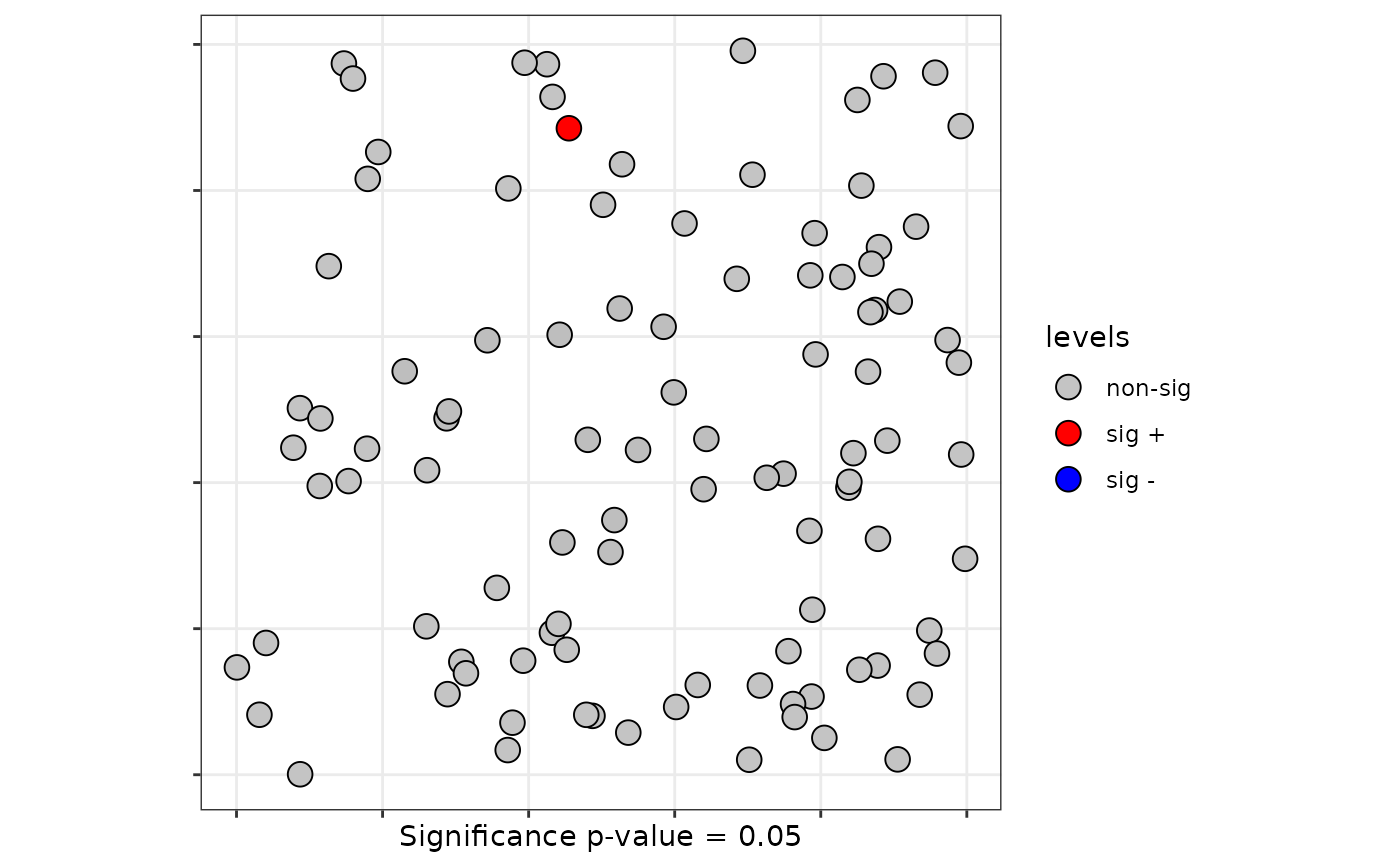 levels
non-sig
sig +
sig -
Significance p-value = 0.05